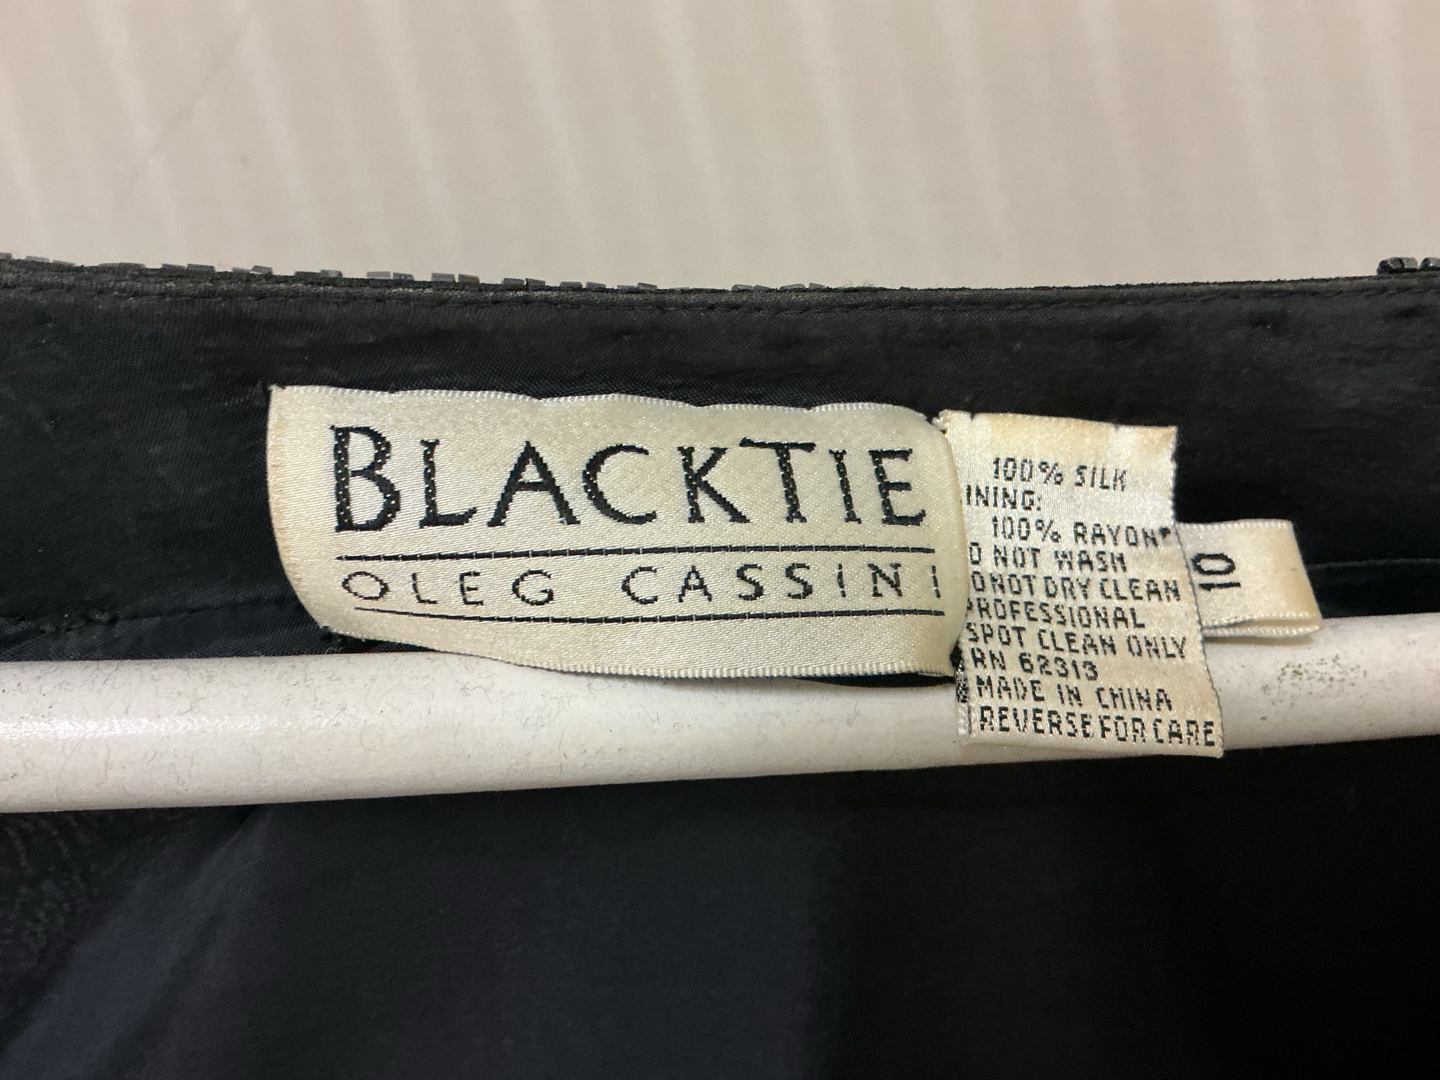 BLACKTIE
OLEG CASSINI
100% SILK
INING:
100% RAYON
O NOT WASH
O NOT DRY CLEAN
PROFESSIONAL
SPOT CLEAN ONLY
RN 62313
MADE IN CHINA
REVERSE FOR CARE
10